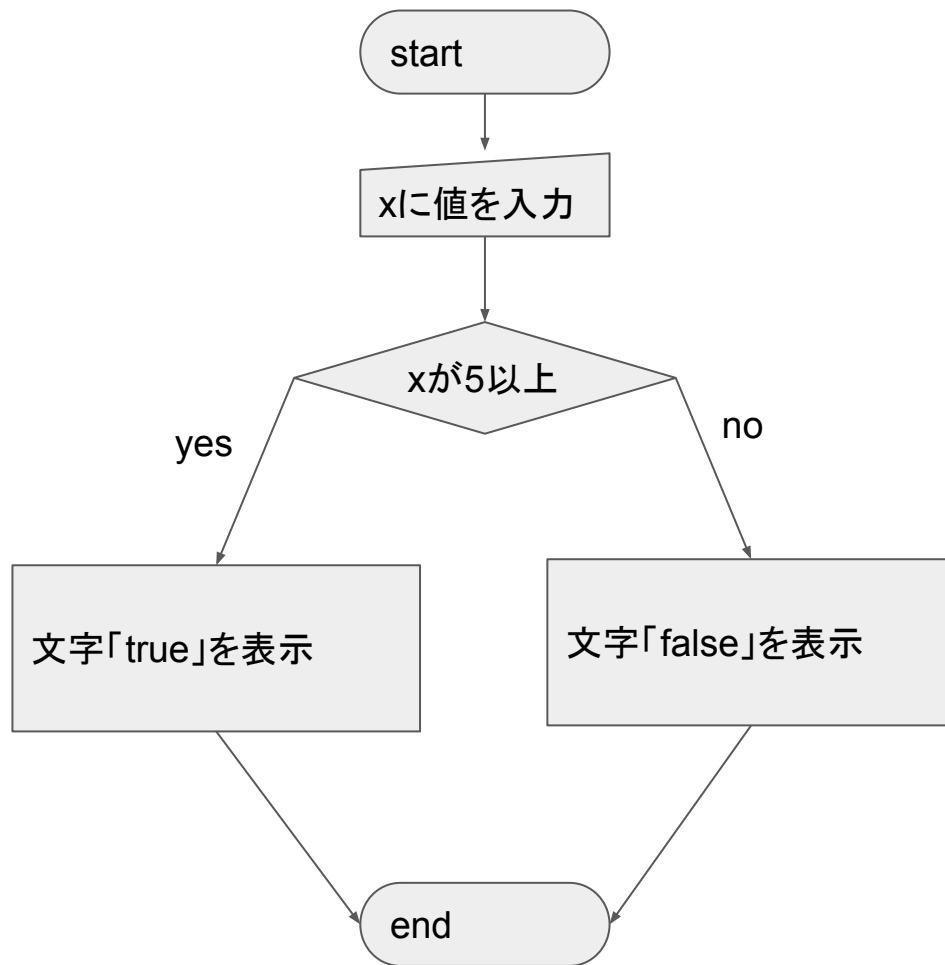 start
xに値を入力
xが5以上
yes
no
文字「true」を表示
文字「false」を表示
end